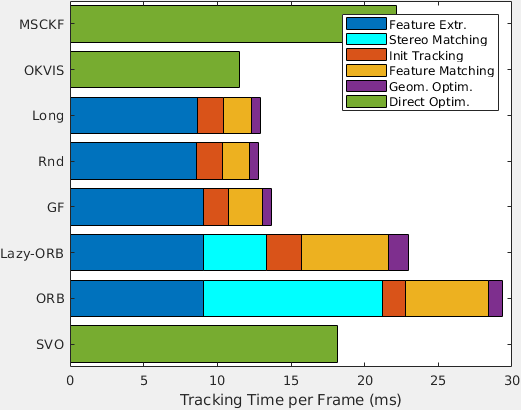 MSCKF
OKVIS
Long
Rnd
GF
Lazy-ORB
ORB
SVO
Feature Extr.
Stereo Matching
Init Tracking
Feature Matching
Geom. Optim.
Direct Optim.
0 5 10 15 20 25 30
Tracking Time per Frame (ms)